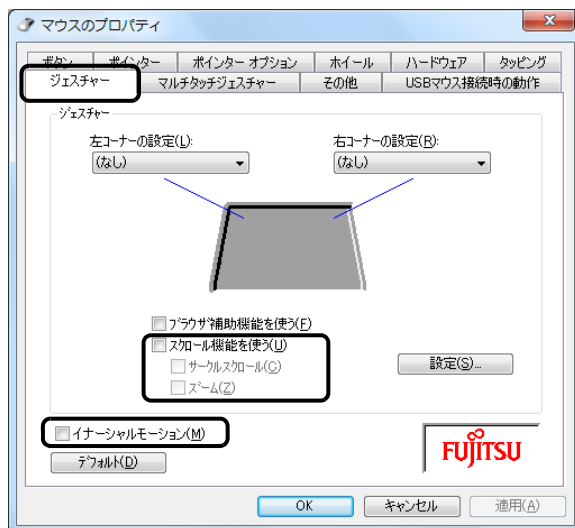 マウスのプロパティ
ボタン ポインター ポインター オプション ホイール ハードウェア タッピング
ジェスチャー マルチタッチジェスチャー その他 USBマウス接続時の動作
ジェスチャー
左コーナーの設定(L): 右コーナーの設定(R):
(なし) (なし)
ブラウザ補助機能を使う(F)
スクロール機能を使う(U)
サークルスクロール(C) 設定(S)...
ズーム(Z)
イナーシャルモーション(M)
デフォルト(D) FUJITSU
OK キャンセル 適用(A)